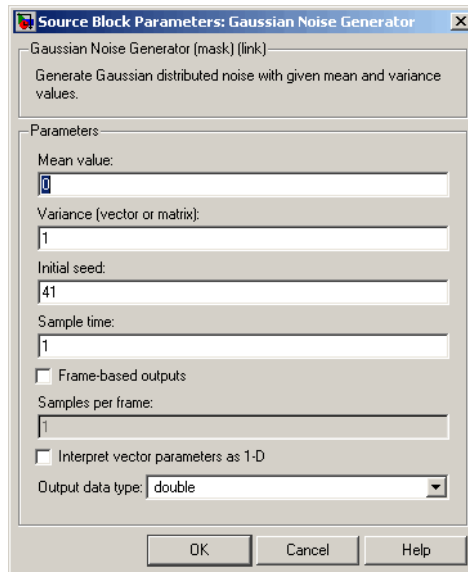 Source Block Parameters: Gaussian Noise Generator
Gaussian Noise Generator (mask) (link)
Generate Gaussian distributed noise with given mean and variance
values.
Parameters
Mean value:
0
Variance (vector or matrix):
1
Initial seed:
41
Sample time:
1
Frame-based outputs
Samples per frame:
1
Interpret vector parameters as 1-D
Output data type: double
OK Cancel Help